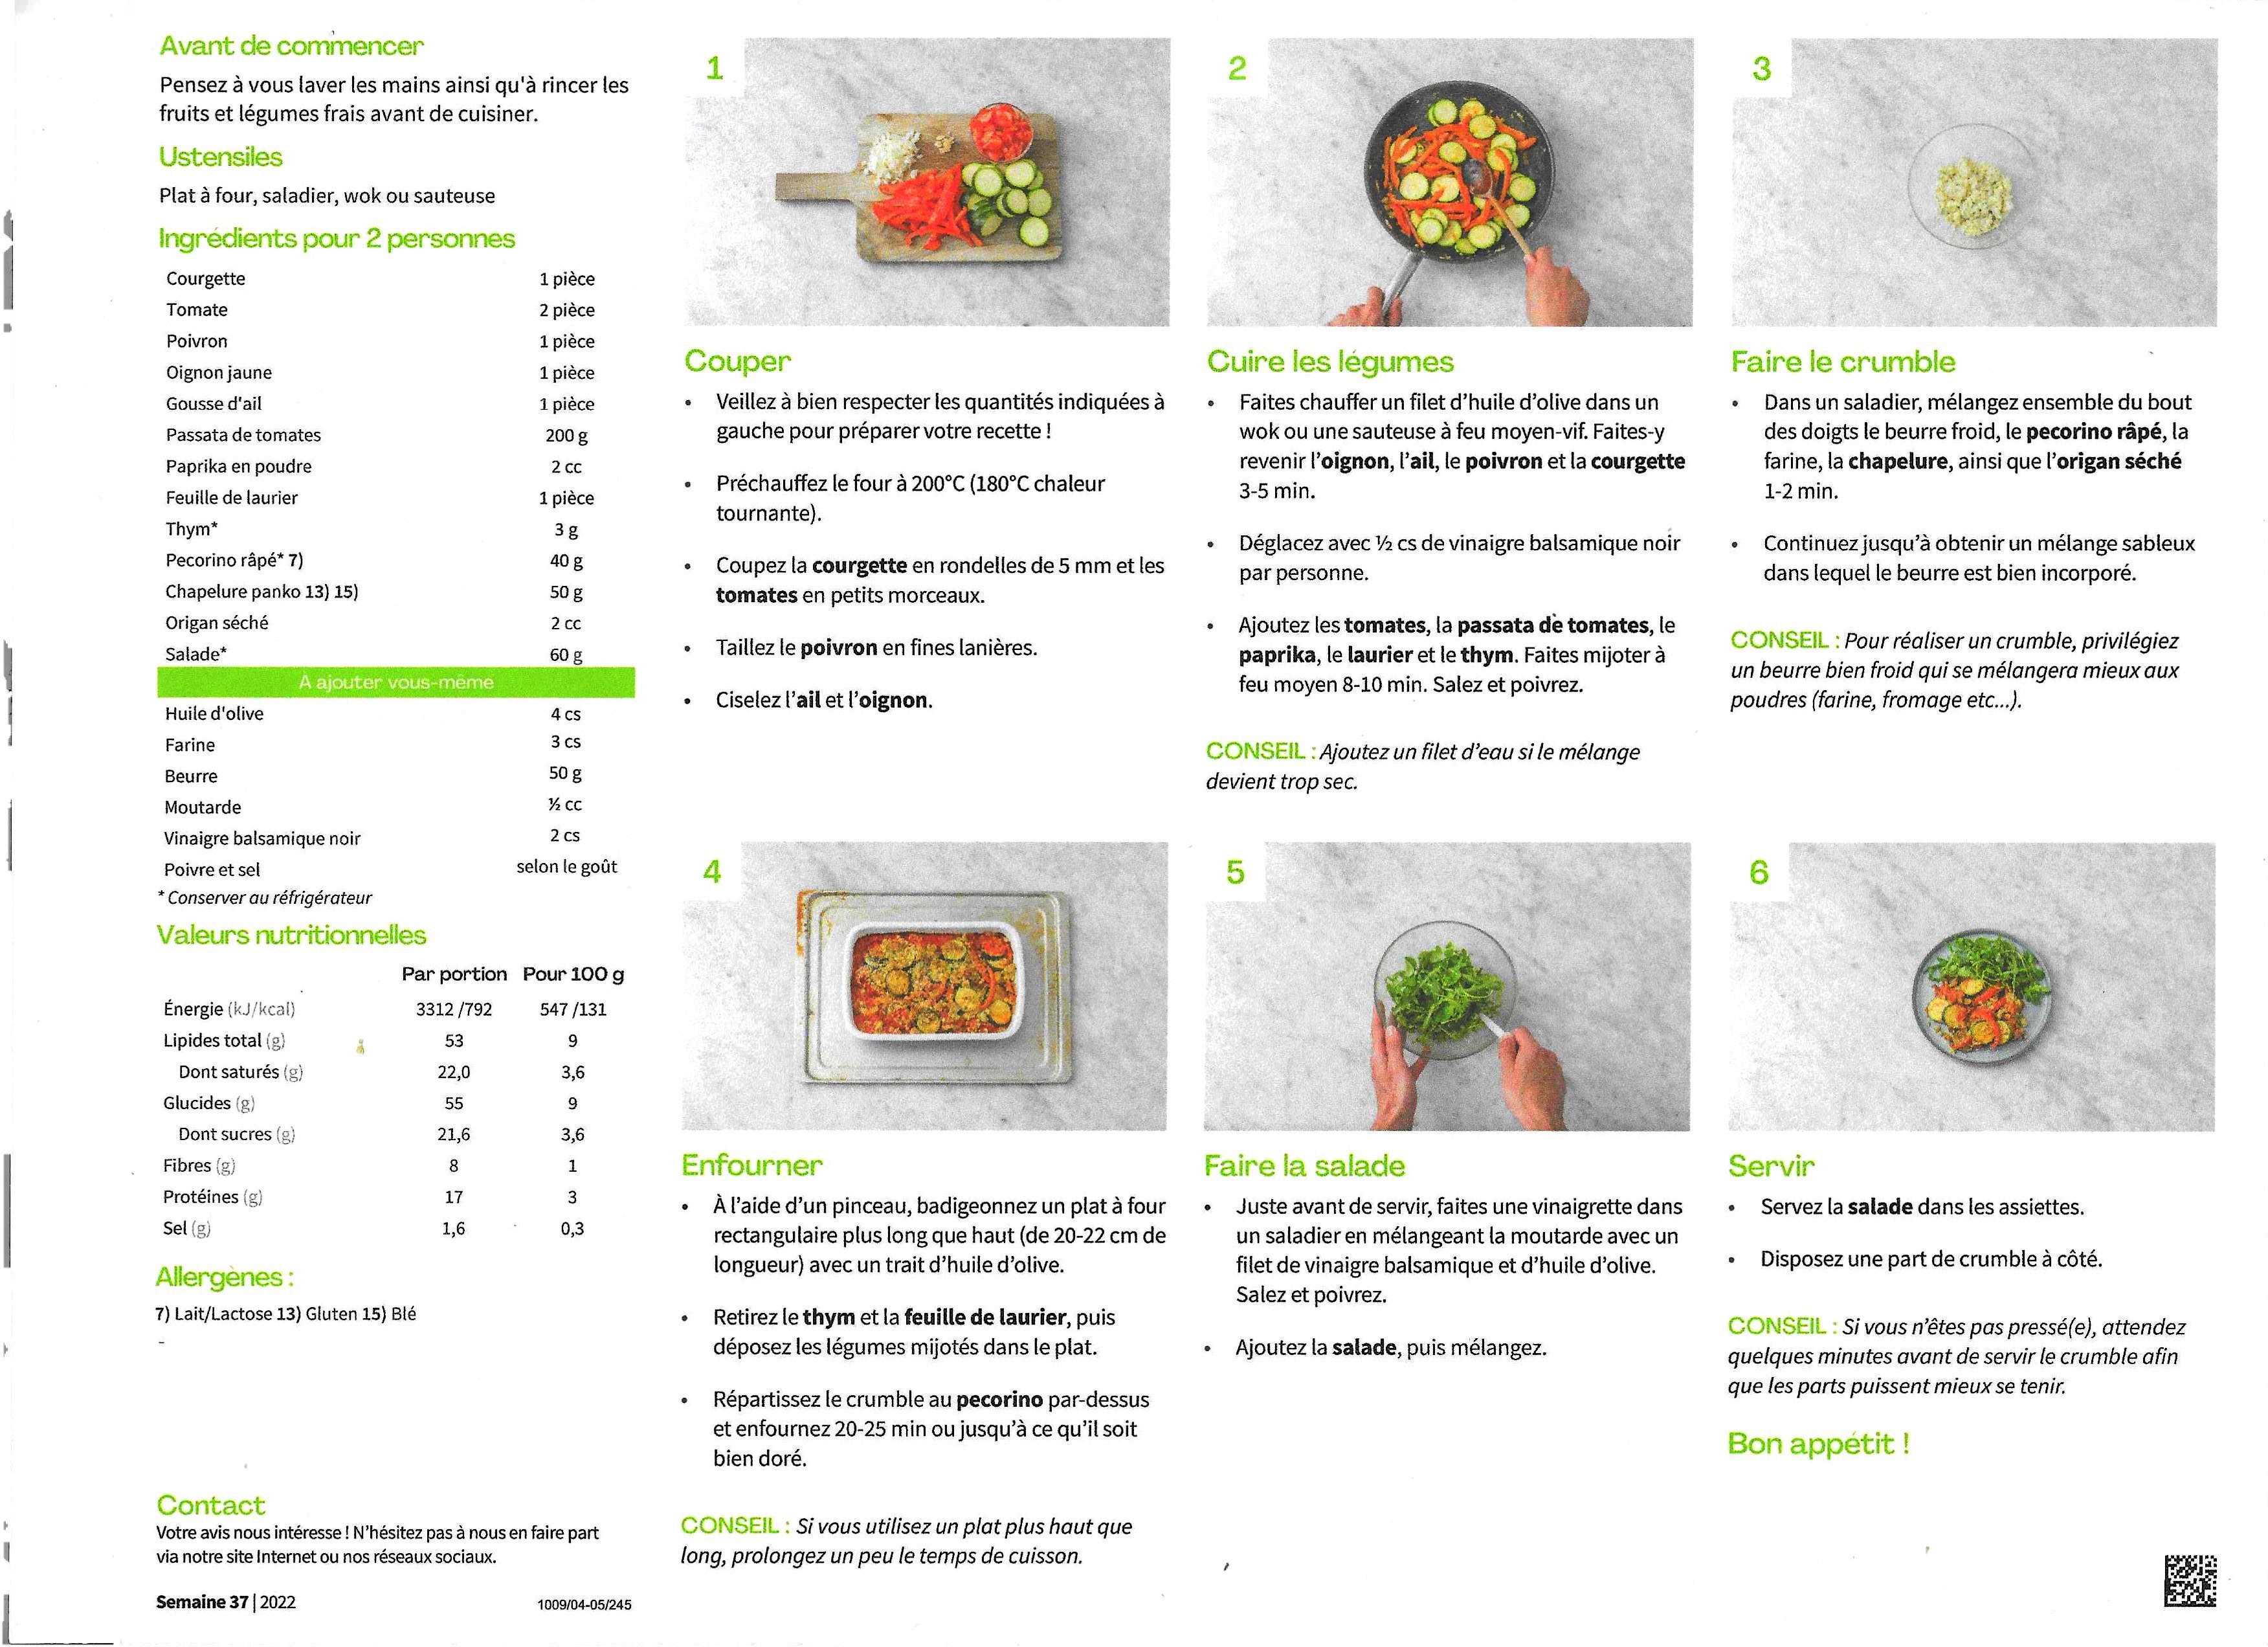 Avant de commencer
Pensez à vous laver les mains ainsi qu'à rincer les
fruits et légumes frais avant de cuisiner.
Ustensiles
Plat à four, saladier, wok ou sauteuse
Ingrédients pour 2 personnes
Courgette 1 pièce
Tomate 2 pièce
Poivron 1 pièce
Oignon jaune 1 pièce
Gousse d'ail 1 pièce
Passata de tomates 200 g
Paprika en poudre 2 cc
Feuille de laurier 1 pièce
Thym* 3 g
Pecorino râpé* 7) 40 g
Chapelure panko 13) 15) 50 g
Origan séché 2 cc
Salade* 60 g
À ajouter vous-même
Huile d'olive 4 cs
Farine 3 cs
Beurre 50 g
Moutarde ½ cc
Vinaigre balsamique noir 2 cs
Poivre et sel selon le goût
* Conserver au réfrigérateur
Valeurs nutritionnelles
Par portion Pour 100 g
Énergie (kJ/kcal) 3312 /792 547 /131
Lipides total (g) 53 9
Dont saturés (g) 22,0 3,6
Glucides (g) 55 9
Dont sucres (g) 21,6 3,6
Fibres (g) 8 1
Protéines (g) 17 3
Sel (g) 1,6 0,3
Allergènes :
7) Lait/Lactose 13) Gluten 15) Blé
-
Contact
Votre avis nous intéresse ! N'hésitez pas à nous en faire part
via notre site Internet ou nos réseaux sociaux.
Semaine 37 | 2022 1009/04-05/245
1
Couper
• Veillez à bien respecter les quantités indiquées à
gauche pour préparer votre recette !
• Préchauffez le four à 200°C (180°C chaleur
tournante).
• Coupez la courgette en rondelles de 5 mm et les
tomates en petits morceaux.
• Taillez le poivron en fines lanières.
• Ciselez l'ail et l'oignon.
2
Cuire les légumes
• Faites chauffer un filet d'huile d'olive dans un
wok ou une sauteuse à feu moyen-vif. Faites-y
revenir l'oignon, l'ail, le poivron et la courgette
3-5 min.
• Déglacez avec ½ cs de vinaigre balsamique noir
par personne.
• Ajoutez les tomates, la passata de tomates, le
paprika, le laurier et le thym. Faites mijoter à
feu moyen 8-10 min. Salez et poivrez.
CONSEIL : Ajoutez un filet d'eau si le mélange
devient trop sec.
3
Faire le crumble
• Dans un saladier, mélangez ensemble du bout
des doigts le beurre froid, le pecorino râpé, la
farine, la chapelure, ainsi que l'origan séché
1-2 min.
• Continuez jusqu'à obtenir un mélange sableux
dans lequel le beurre est bien incorporé.
CONSEIL : Pour réaliser un crumble, privilégiez
un beurre bien froid qui se mélangera mieux aux
poudres (farine, fromage etc...).
4
Enfourner
• À l'aide d'un pinceau, badigeonnez un plat à four
rectangulaire plus long que haut (de 20-22 cm de
longueur) avec un trait d'huile d'olive.
• Retirez le thym et la feuille de laurier, puis
déposez les légumes mijotés dans le plat.
• Répartissez le crumble au pecorino par-dessus
et enfournez 20-25 min ou jusqu'à ce qu'il soit
bien doré.
CONSEIL : Si vous utilisez un plat plus haut que
long, prolongez un peu le temps de cuisson.
5
Faire la salade
• Juste avant de servir, faites une vinaigrette dans
un saladier en mélangeant la moutarde avec un
filet de vinaigre balsamique et d'huile d'olive.
Salez et poivrez.
• Ajoutez la salade, puis mélangez.
6
Servir
• Servez la salade dans les assiettes.
• Disposez une part de crumble à côté.
CONSEIL : Si vous n'êtes pas pressé(e), attendez
quelques minutes avant de servir le crumble afin
que les parts puissent mieux se tenir.
Bon appétit !